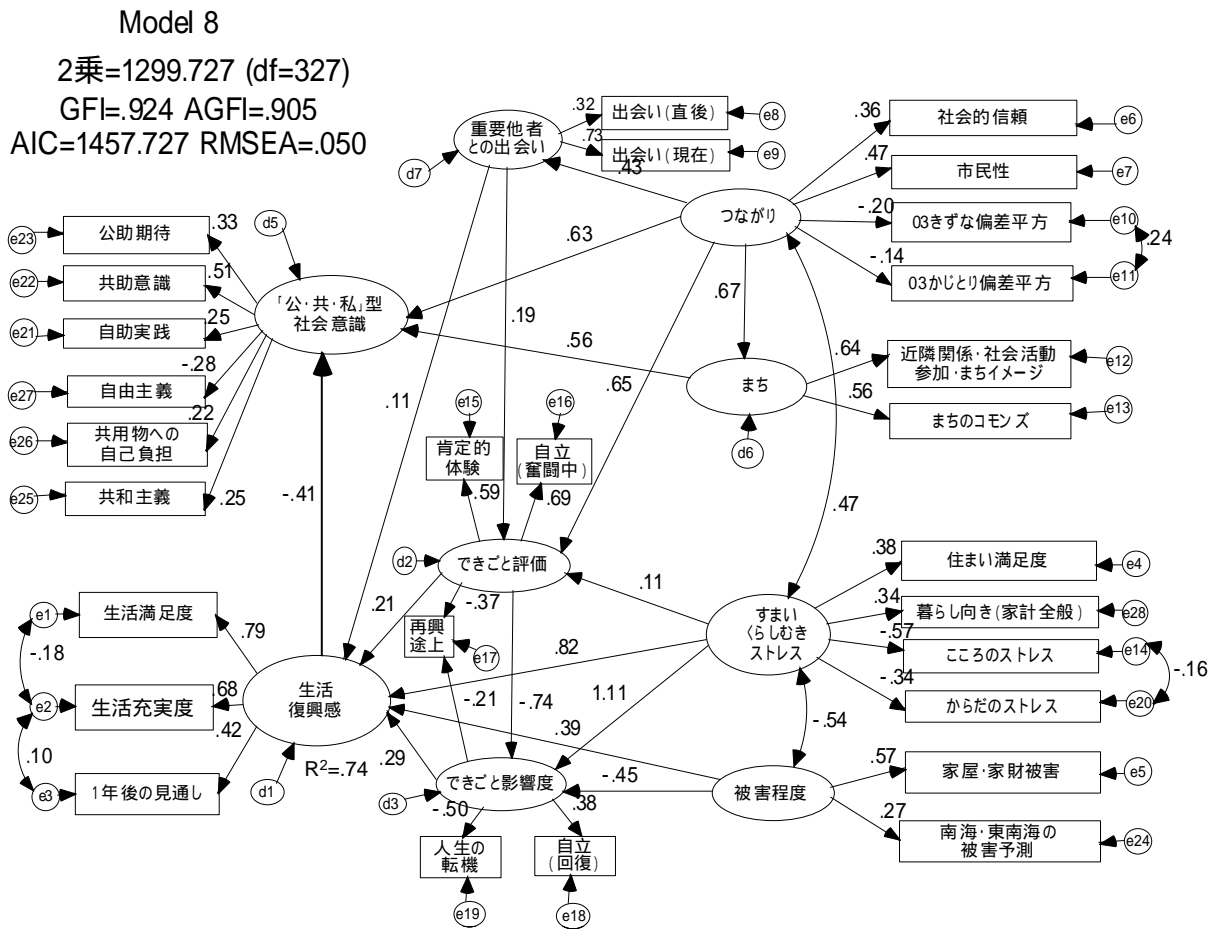 Model 8
2乗=1299.727 (df=327)
GFI=.924 AGFI=.905
AIC=1457.727 RMSEA=.050
重要他者
との出会い
d7
.32
出会い(直後)
e8
.73
出会い(現在)
e9
.43
.36
社会的信頼
e6
.47
市民性
e7
つながり
-.20
03きずな偏差平方
e10
.24
-.14
03かじとり偏差平方
e11
e23
公助期待
.33
d5
e22
共助意識
.51
e21
自助実践
.25
「公・共・私」型
社会意識
e27
自由主義
-.28
e26
共用物への
自己負担
.22
e25
共和主義
.25
.63
.19
.67
.56
.11
.65
まち
d6
.64
近隣関係・社会活動
参加・まちイメージ
e12
.56
まちのコモンズ
e13
e15
e16
肯定的
体験
自立
(奮闘中)
.59
.69
-.41
.47
d2
できごと評価
.11
.38
住まい満足度
e4
すまい
くらしむき
ストレス
.34
暮らし向き(家計全般)
e28
-.57
こころのストレス
e14
-.16
-.34
からだのストレス
e20
e1
生活満足度
.79
-.18
e2
生活充実度
.68
.10
e3
1年後の見通し
.42
生活
復興感
R²=.74
d1
.21
-.37
再興
途上
e17
.82
-.21
-.74
1.11
.39
-.54
.29
できごと影響度
d3
-.45
被害程度
.57
家屋・家財被害
e5
.27
南海・東南海の
被害予測
e24
-.50
.38
人生の
転機
自立
(回復)
e19
e18